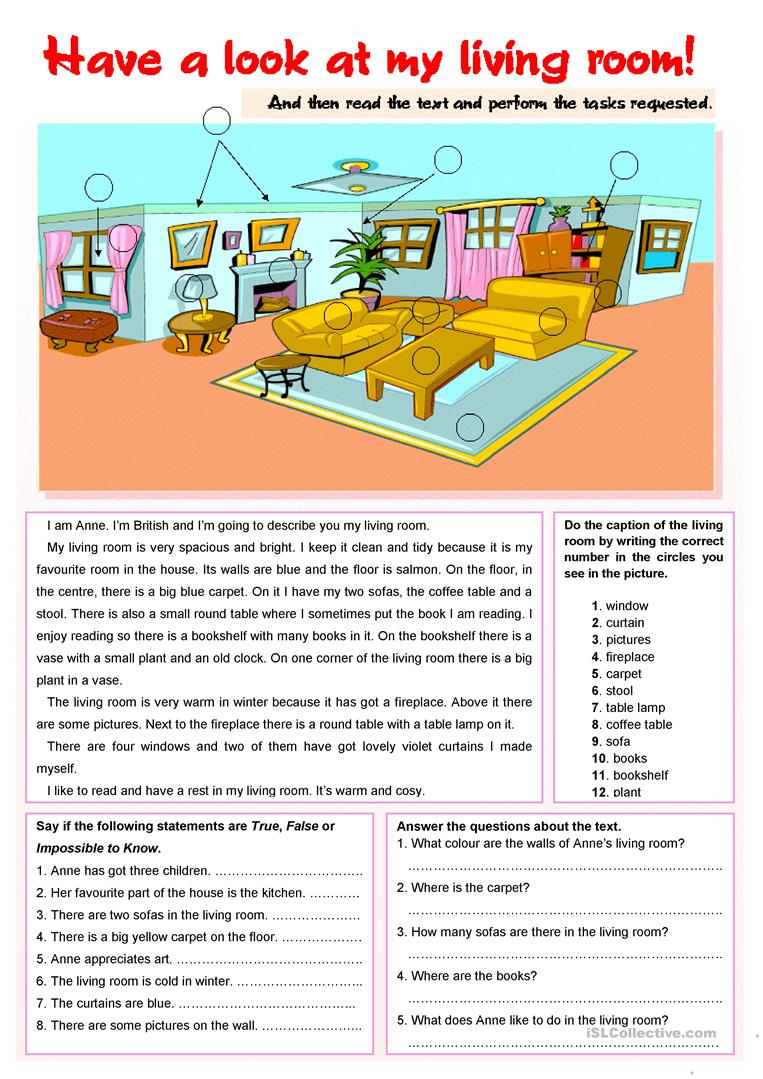 Have a look at my living room!
And then read the text and perform the tasks requested.
I am Anne. I'm British and I'm going to describe you my living room.
My living room is very spacious and bright. I keep it clean and tidy because it is my
favourite room in the house. Its walls are blue and the floor is salmon. On the floor, in
the centre, there is a big blue carpet. On it I have my two sofas, the coffee table and a
stool. There is also a small round table where I sometimes put the book I am reading. I
enjoy reading so there is a bookshelf with many books in it. On the bookshelf there is a
vase with a small plant and an old clock. On one corner of the living room there is a big
plant in a vase.
The living room is very warm in winter because it has got a fireplace. Above it there
are some pictures. Next to the fireplace there is a round table with a table lamp on it.
There are four windows and two of them have got lovely violet curtains I made
myself.
I like to read and have a rest in my living room. It's warm and cosy.
Do the caption of the living
room by writing the correct
number in the circles you
see in the picture.
1. window
2. curtain
3. pictures
4. fireplace
5. carpet
6. stool
7. table lamp
8. coffee table
9. sofa
10. books
11. bookshelf
12. plant
Say if the following statements are True, False or
Impossible to Know.
1. Anne has got three children. ……………………………..
2. Her favourite part of the house is the kitchen. …………
3. There are two sofas in the living room. …………………
4. There is a big yellow carpet on the floor. ……………….
5. Anne appreciates art. ……………………………………..
6. The living room is cold in winter. ………………………...
7. The curtains are blue. ……………………………………...
8. There are some pictures on the wall. …………………...
Answer the questions about the text.
1. What colour are the walls of Anne's living room?
…………………………………………………………………..
2. Where is the carpet?
…………………………………………………………………..
3. How many sofas are there in the living room?
…………………………………………………………………..
4. Where are the books?
…………………………………………………………………..
5. What does Anne like to do in the living room?
………………………………………………………………….
iSLCollective.com